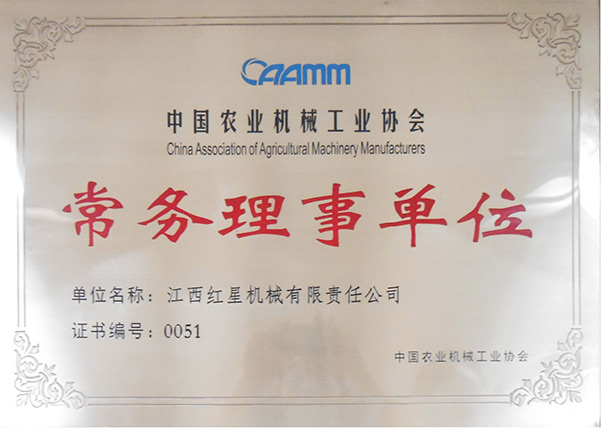 CAAMM
中国农业机械工业协会
China Association of Agricultural Machinery Manufacturers
常务理事单位
单位名称：江西红星机械有限责任公司
证书编号：0051
中国农业机械工业协会